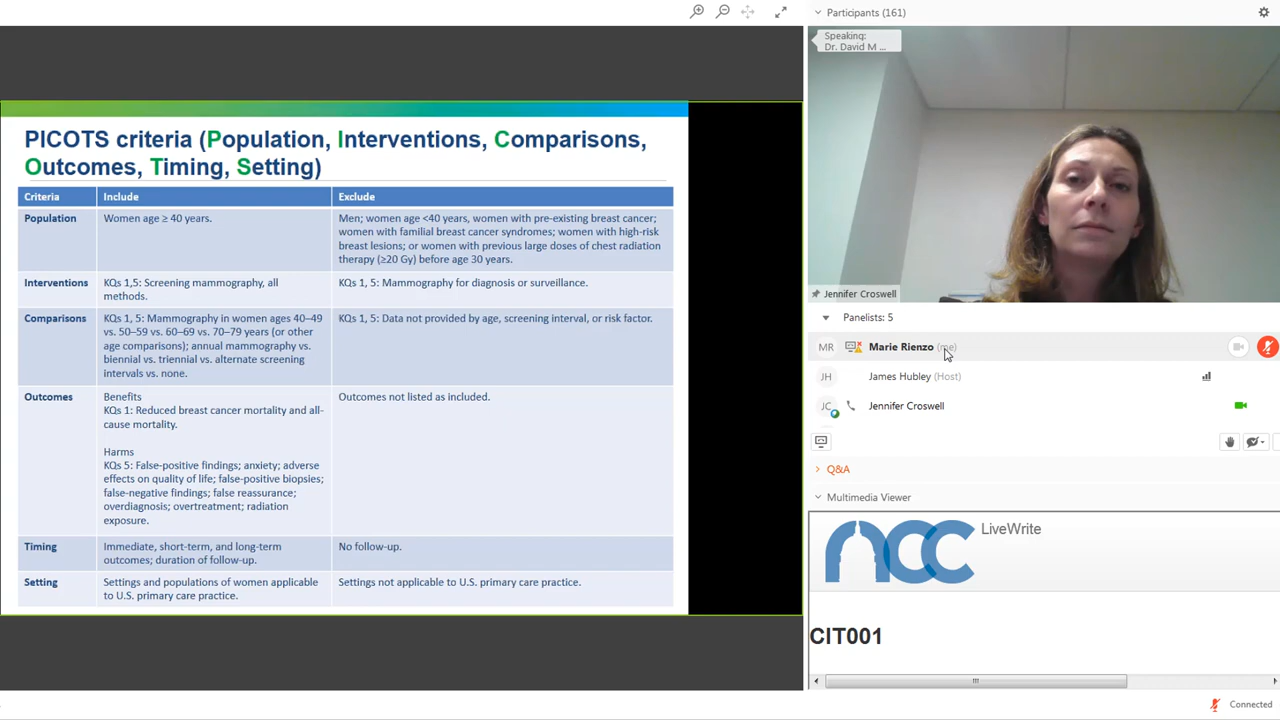 PICOTS criteria (Population, Interventions, Comparisons,
Outcomes, Timing, Setting)
Criteria
Include
Exclude
Population
Women age ≥ 40 years.
Men; women age <40 years, women with pre-existing breast cancer;
women with familial breast cancer syndromes; women with high-risk
breast lesions; or women with previous large doses of chest radiation
therapy (≥20 Gy) before age 30 years.
Interventions
KQs 1,5: Screening mammography, all
methods.
KQs 1, 5: Mammography for diagnosis or surveillance.
Comparisons
KQs 1, 5: Mammography in women ages 40–49
vs. 50–59 vs. 60–69 vs. 70–79 years (or other
age comparisons); annual mammography vs.
biennial vs. triennial vs. alternate screening
intervals vs. none.
KQs 1, 5: Data not provided by age, screening interval, or risk factor.
Outcomes
Benefits
KQs 1: Reduced breast cancer mortality and all-
cause mortality.
Harms
KQs 5: False-positive findings; anxiety; adverse
effects on quality of life; false-positive biopsies;
false-negative findings; false reassurance;
overdiagnosis; overtreatment; radiation
exposure.
Outcomes not listed as included.
Timing
Immediate, short-term, and long-term
outcomes; duration of follow-up.
No follow-up.
Setting
Settings and populations of women applicable
to U.S. primary care practice.
Settings not applicable to U.S. primary care practice.
Participants (161)
Speaking:
Dr. David M ...
Jennifer Croswell
Panelists: 5
MR Marie Rienzo (me)
JH James Hubley (Host)
JC Jennifer Croswell
Q&A
Multimedia Viewer
ncc LiveWrite
CIT001
Connected